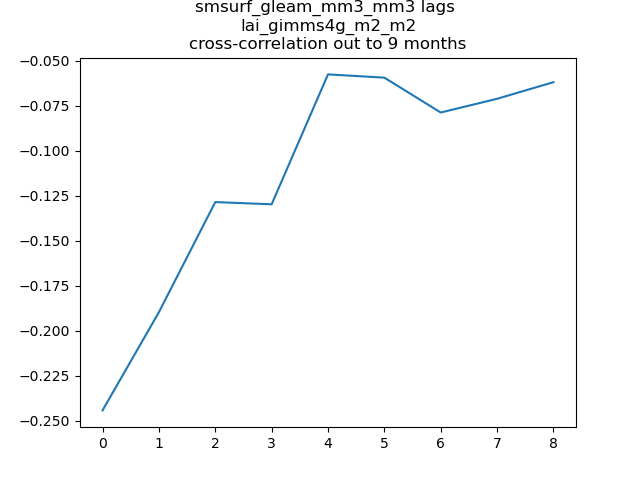 smsurf_gleam_mm3_mm3 lags
lai_gimms4g_m2_m2
cross-correlation out to 9 months
−0.050
−0.075
−0.100
−0.125
−0.150
−0.175
−0.200
−0.225
−0.250
0 1 2 3 4 5 6 7 8